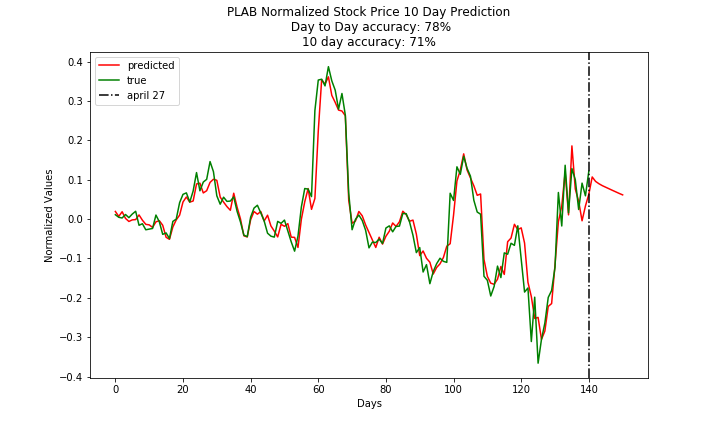 PLAB Normalized Stock Price 10 Day Prediction
Day to Day accuracy: 78%
10 day accuracy: 71%
predicted
true
april 27
Normalized Values
0.4
0.3
0.2
0.1
0.0
−0.1
−0.2
−0.3
−0.4
0 20 40 60 80 100 120 140
Days